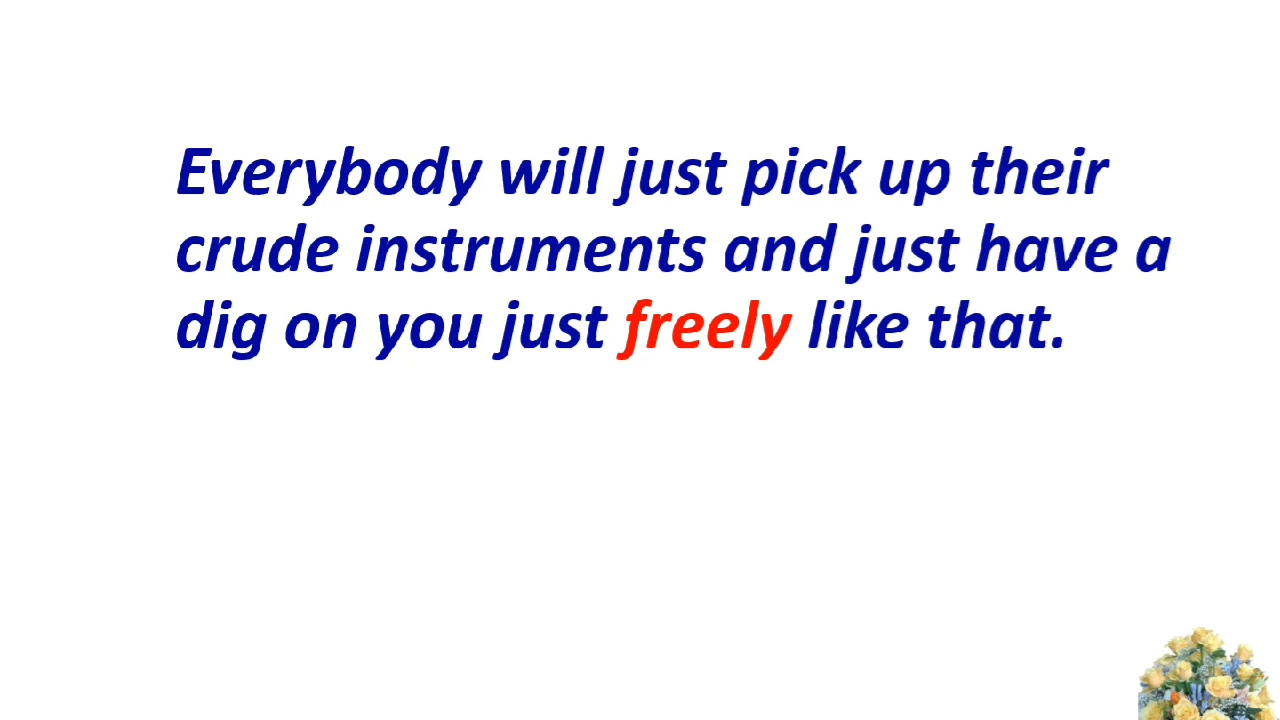 Everybody will just pick up their
crude instruments and just have a
dig on you just freely like that.